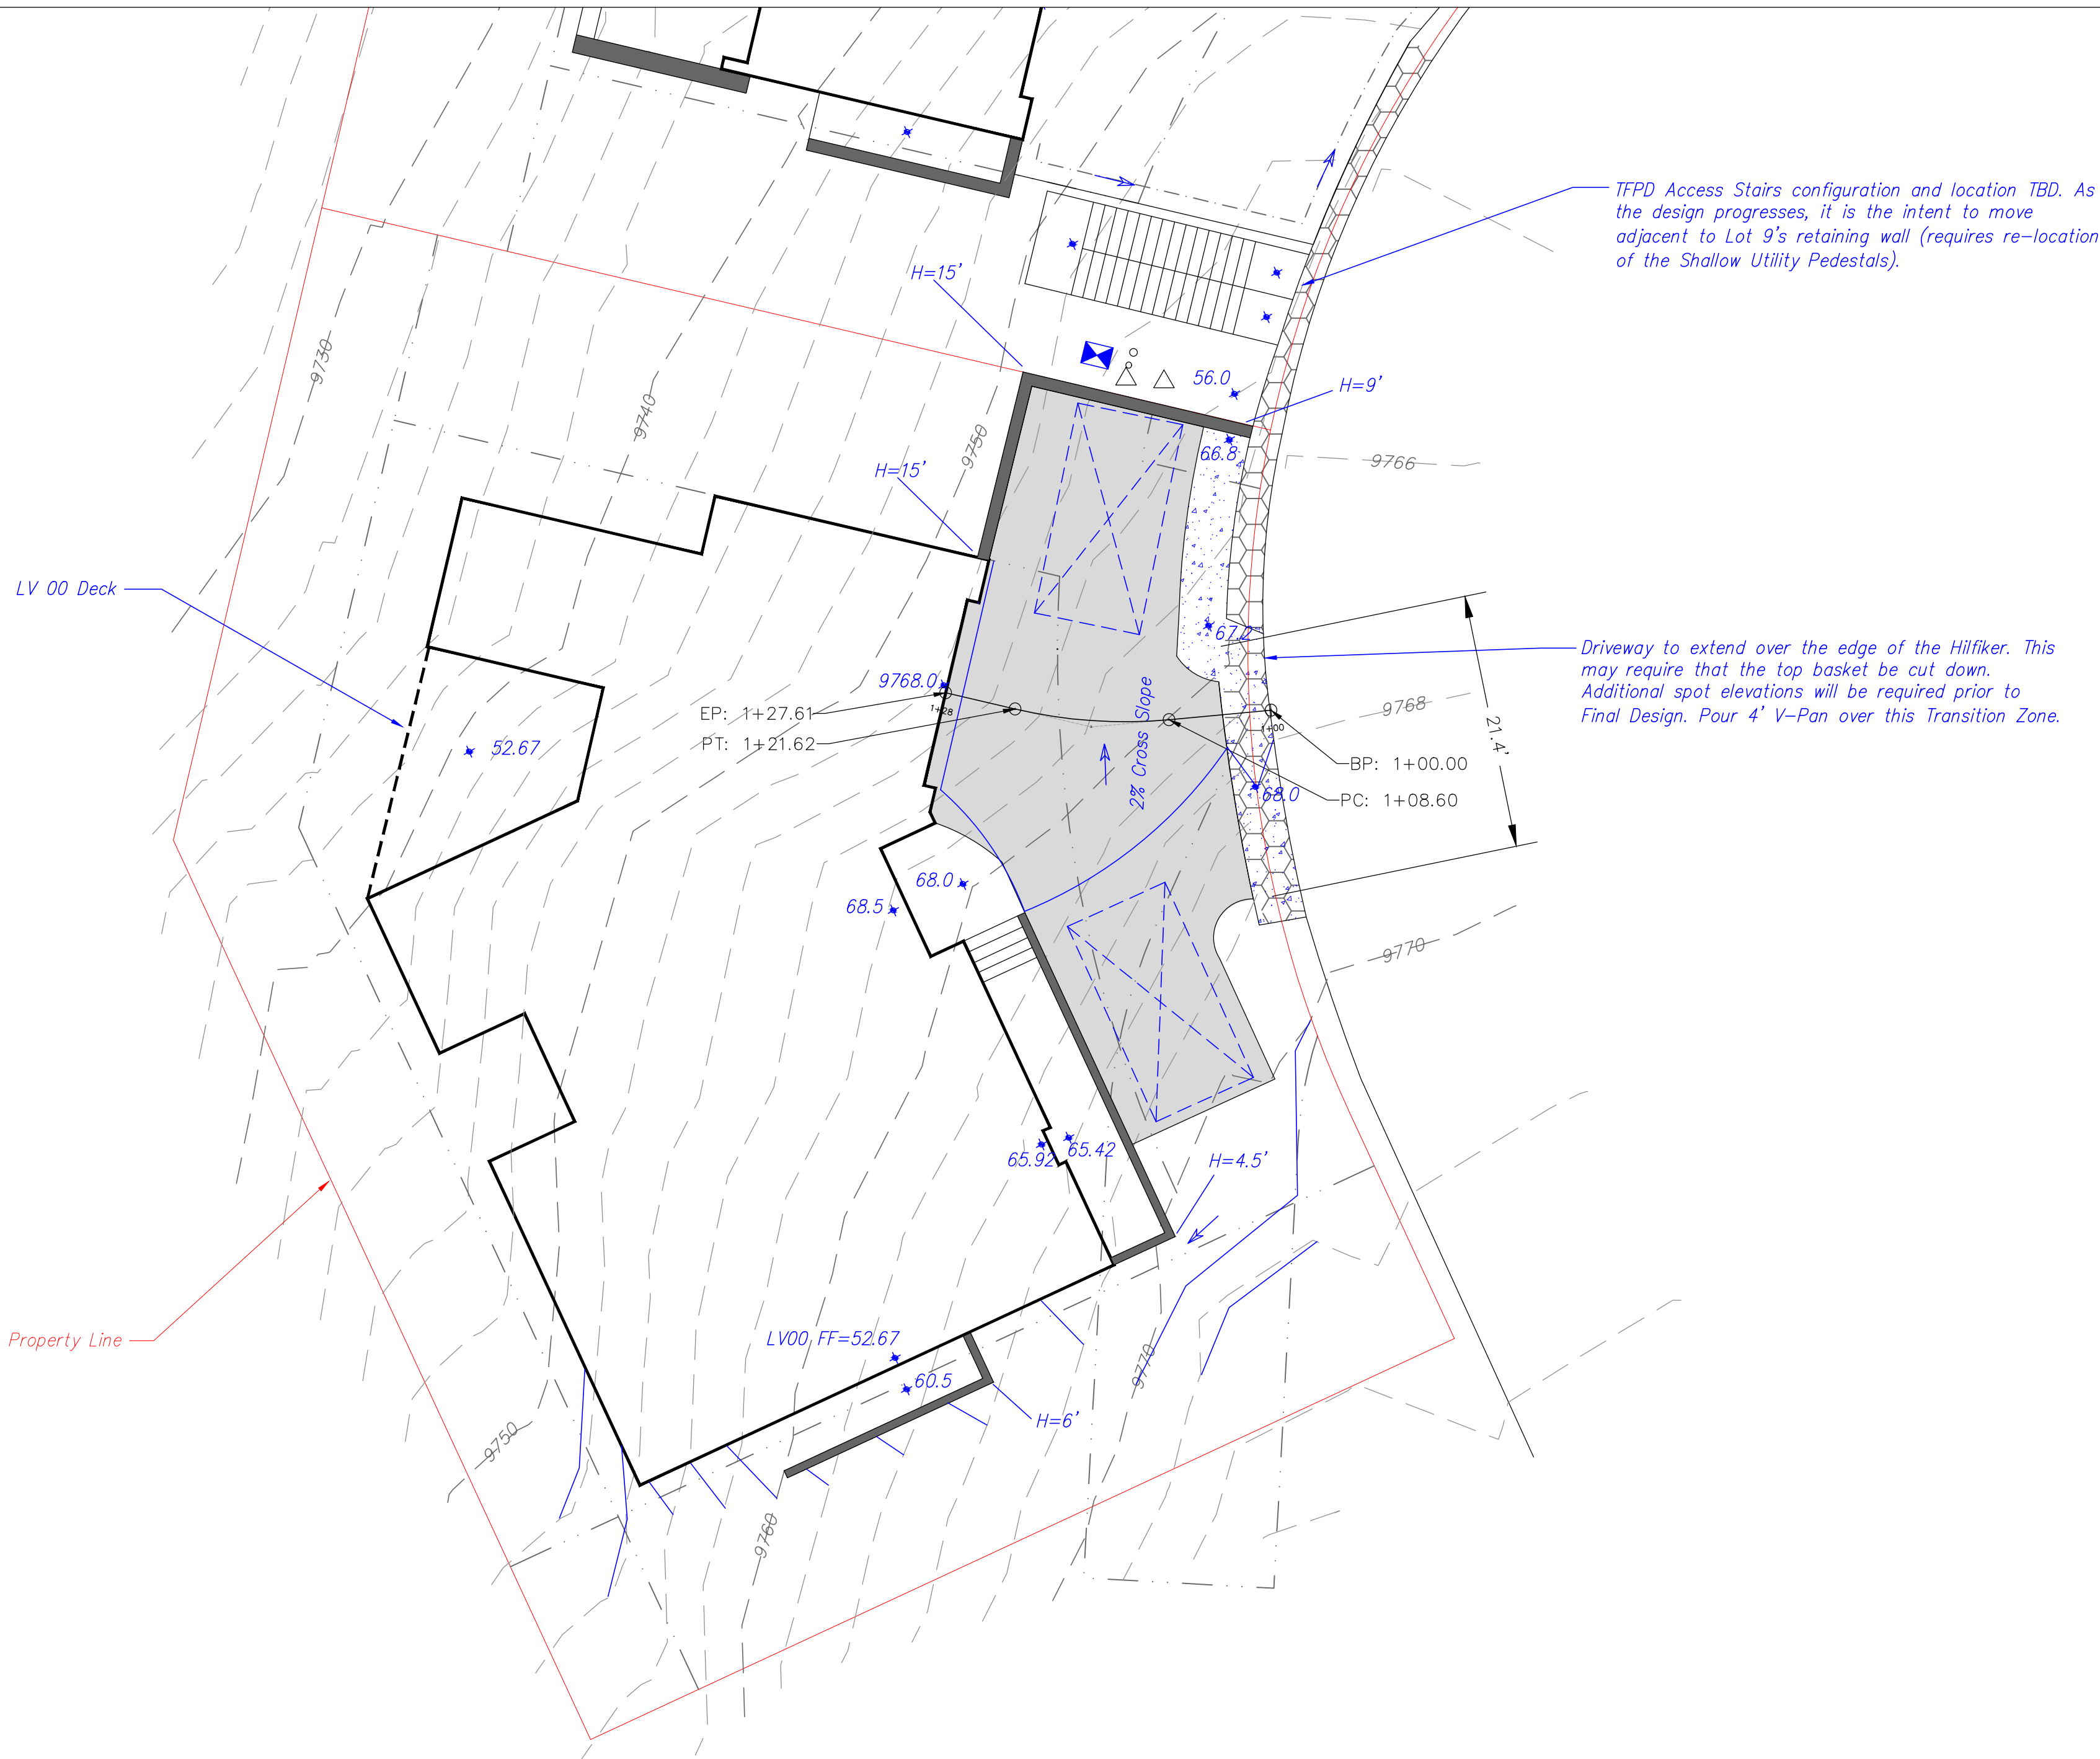 TFPD Access Stairs configuration and location TBD. As
the design progresses, it is the intent to move
adjacent to Lot 9's retaining wall (requires re-location
of the Shallow Utility Pedestals).
H=15'
9730
56.0
H=9'
9740
9750
66.8
9766
H=15'
LV 00 Deck
67.2
Driveway to extend over the edge of the Hilfiker. This
may require that the top basket be cut down.
Additional spot elevations will be required prior to
Final Design. Pour 4' V-Pan over this Transition Zone.
9768.0
1+28
EP: 1+27.61
PT: 1+21.62
2% Cross Slope
1+00
9768
21.4'
52.67
BP: 1+00.00
68.0
PC: 1+08.60
68.0
68.5
9770
65.92
65.42
H=4.5'
Property Line
LV00 FF=52.67
60.5
9770
H=6'
9750
9760